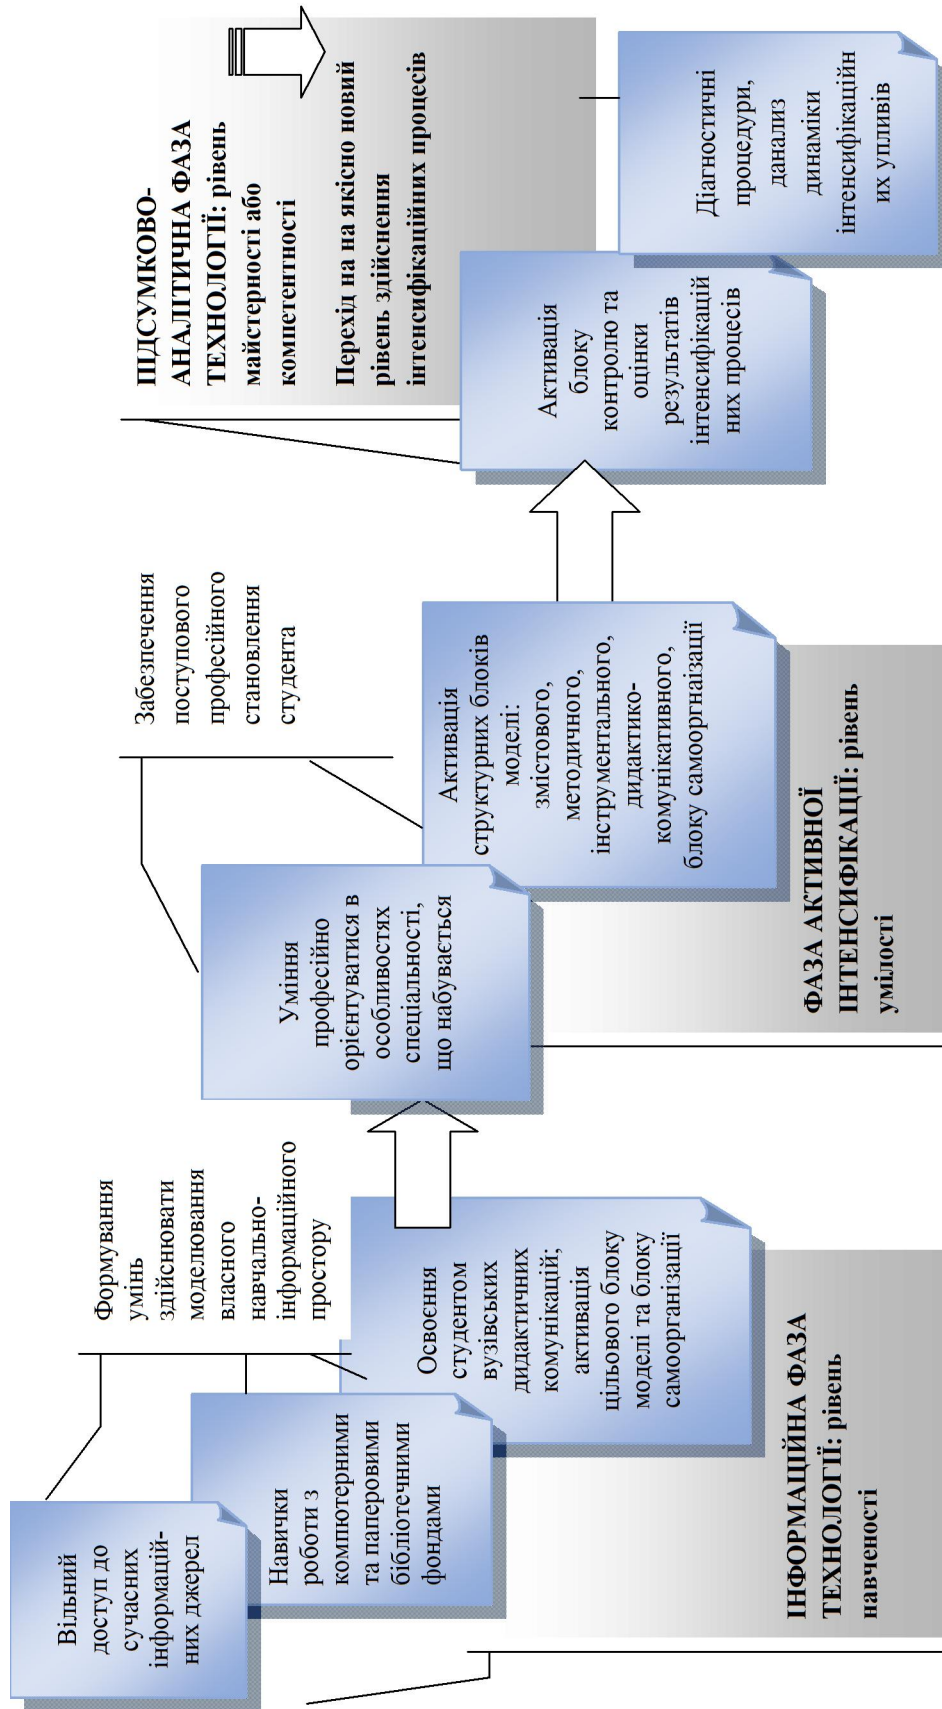 Вільний
доступ до
сучасних
інформацій-
них джерел
Навички
роботи з
компютерними
та паперовими
бібліотечними
фондами
Освоєння
студентом
вузівських
дидактичних
комунікацій;
активація
цільового блоку
моделі та блоку
самоорганізації
Формування
умінь
здійснювати
моделювання
власного
навчально-
інформаційного
простору
ІНФОРМАЦІЙНА ФАЗА
ТЕХНОЛОГІЇ: рівень
навченості
Уміння
професійно
орієнтуватися в
особливостях
спеціальності,
що набувається
Активація
структурних блоків
моделі:
змістового,
методичного,
інструментального,
дидактико-
комунікативного,
блоку самооргнаізації
Забезпечення
поступового
професійного
становлення
студента
ФАЗА АКТИВНОЇ
ІНТЕНСИФІКАЦІЇ: рівень
умілості
ПІДСУМКОВО-
АНАЛІТИЧНА ФАЗА
ТЕХНОЛОГІЇ: рівень
майстерності або
компетентності
Перехід на на якісно новий
рівень здійснення
інтенсифікаційних процесів
Активація
блоку
контролю та
оцінки
результатів
інтенсифікацій
них процесів
Діагностичні
процедури,
данализ
динаміки
інтенсифікаційн
их упливів